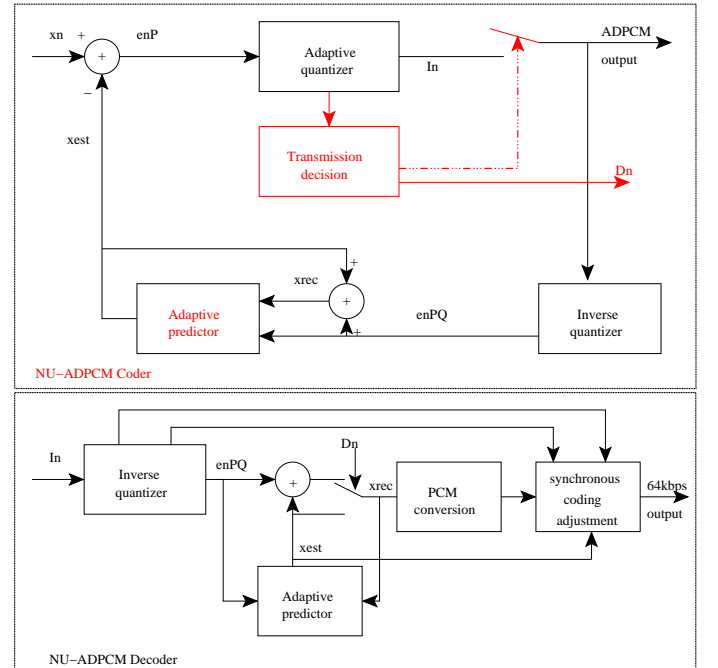 xn
+
enP
+
−
Adaptive
quantizer
In
ADPCM
output
xest
Transmission
decision
Dn
+
xrec
+
+
Adaptive
predictor
enPQ
Inverse
quantizer
NU−ADPCM Coder
In
Inverse
quantizer
enPQ
+
Dn
xrec
PCM
conversion
synchronous
coding
adjustment
64kbps
output
xest
Adaptive
predictor
NU−ADPCM Decoder